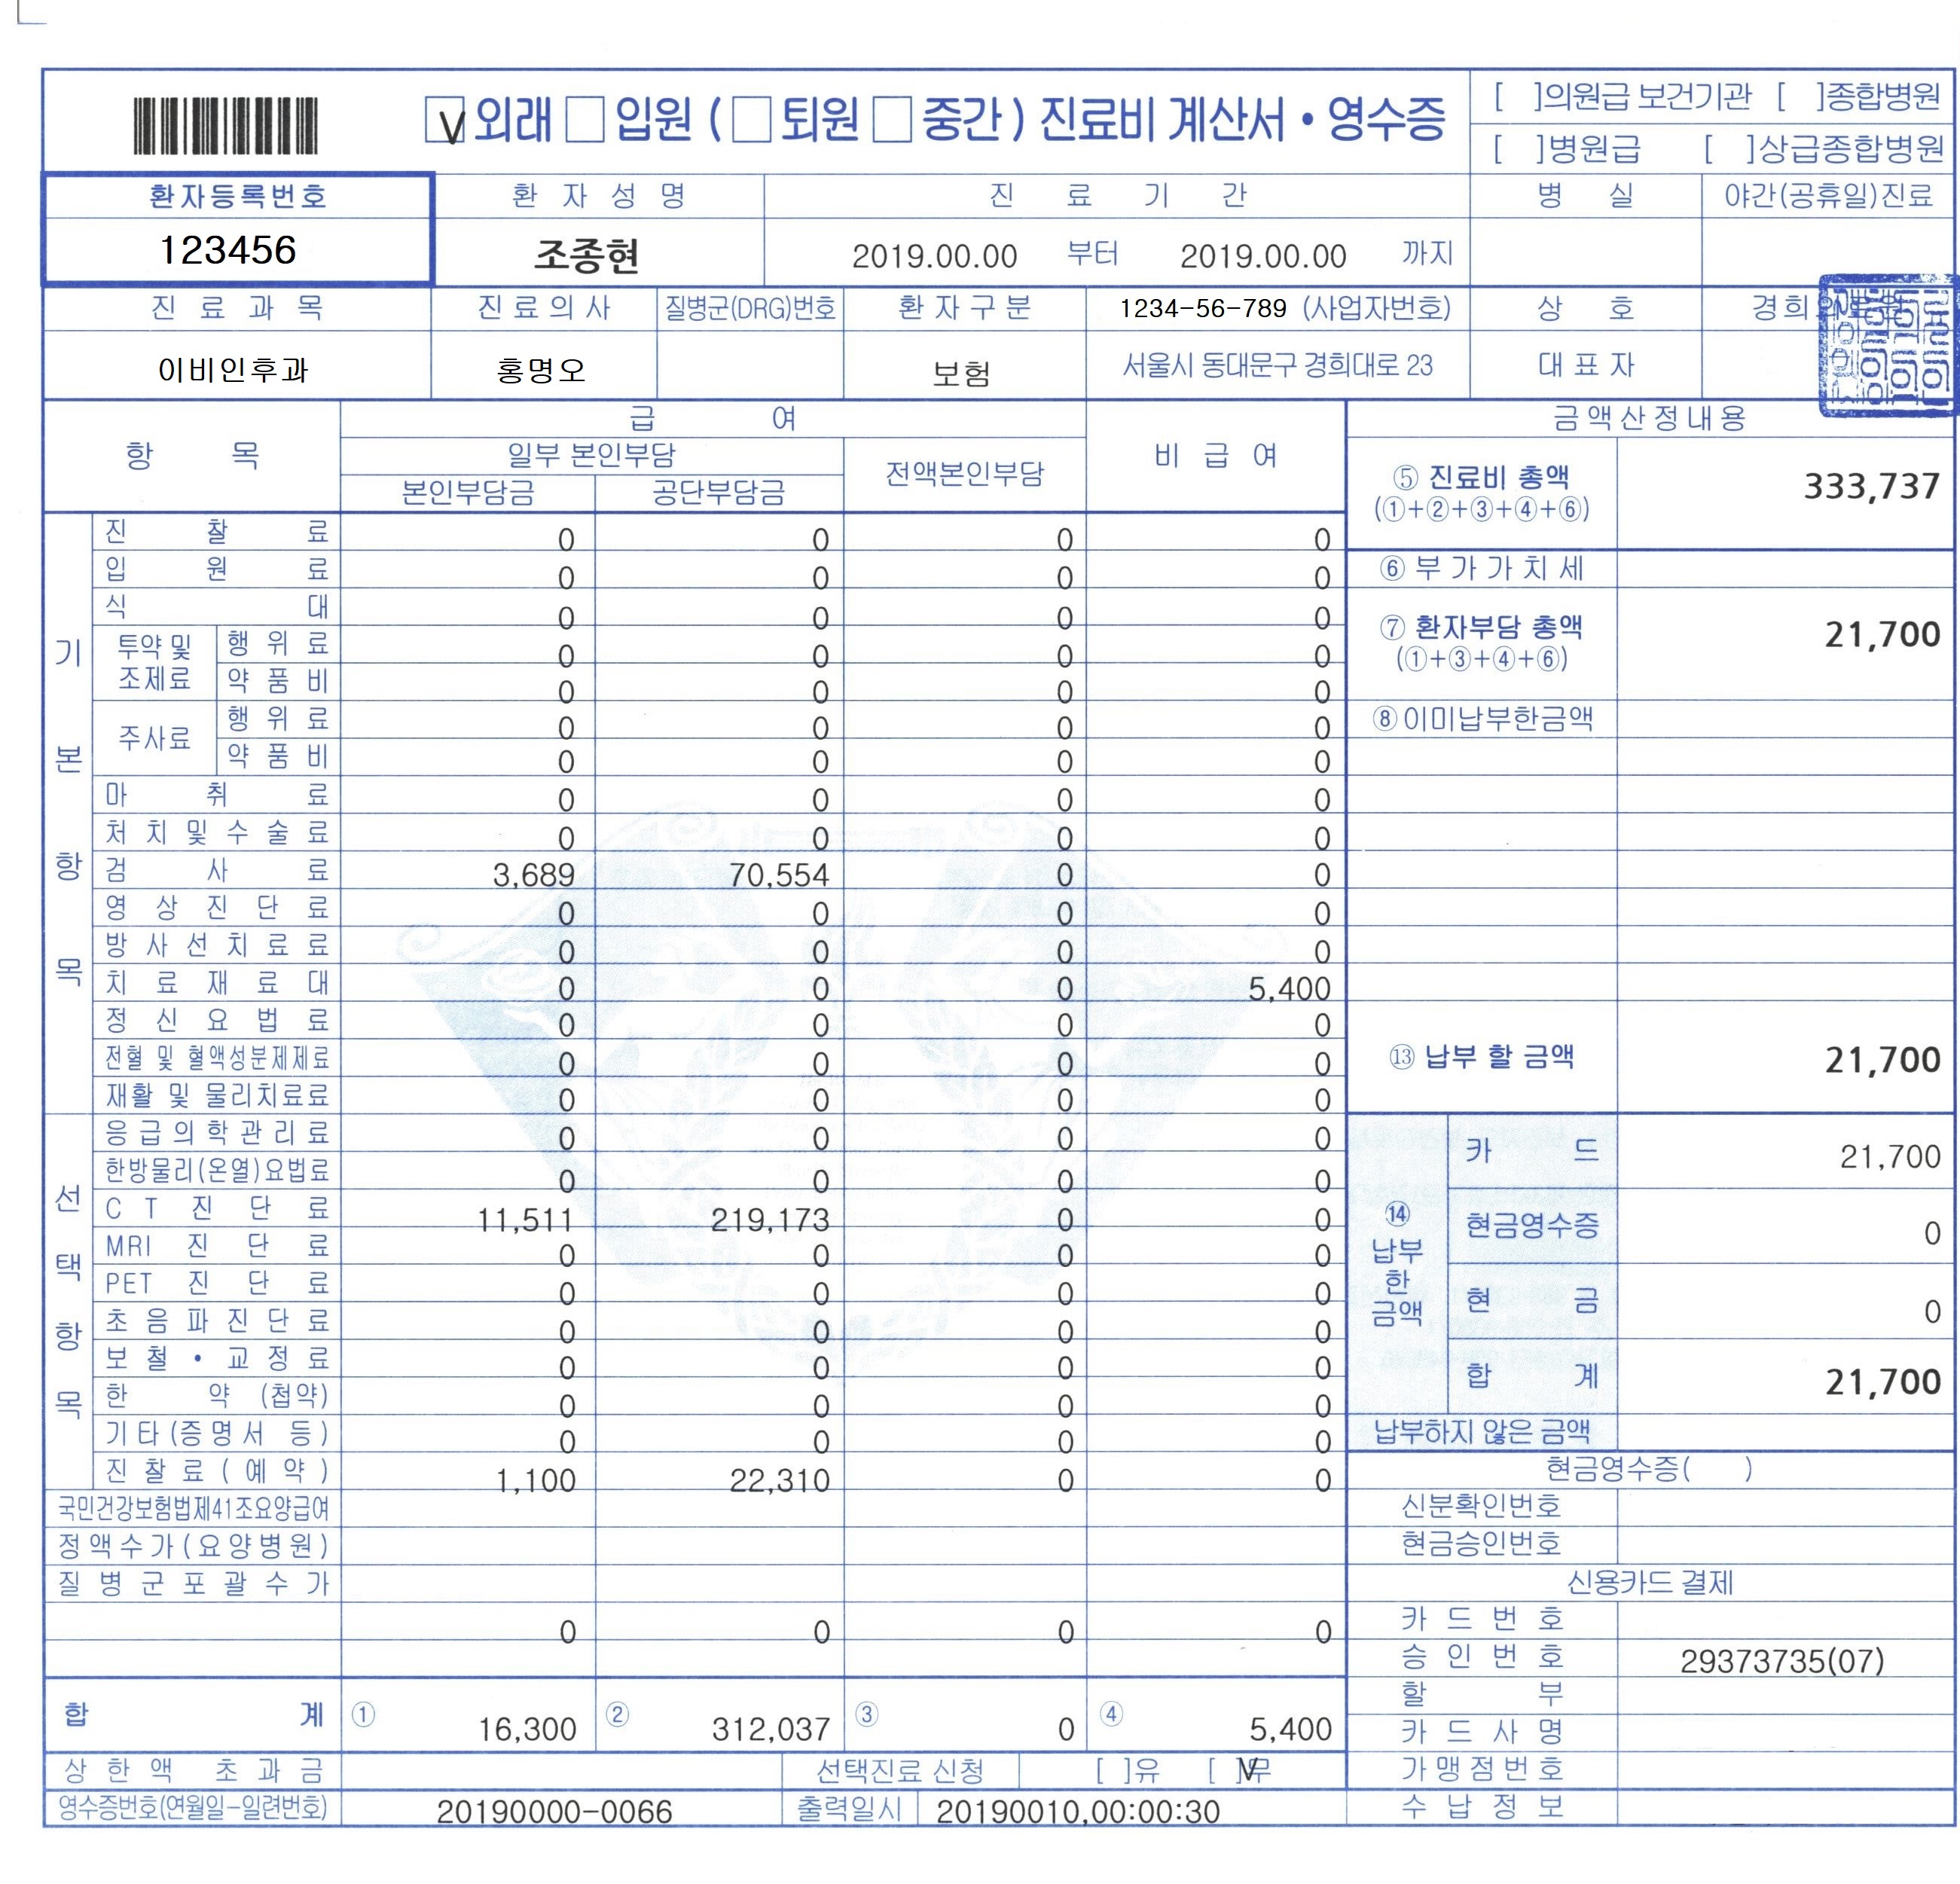 V 외래 입원 ( 퇴원 중간 ) 진료비 계산서 • 영수증
[ ]의원급 보건기관 [ ]종합병원
[ ]병원급 [ ]상급종합병원
환자등록번호 환자성명 진료기간 병실 야간(공휴일)진료
123456 조종현 2019.00.00 부터 2019.00.00 까지
진료과목 진료의사 질병군(DRG)번호 환자구분 1234-56-789 (사업자번호) 상호 경희의료원
이비인후과 홍명오 보험 서울시 동대문구 경희대로 23 대표자
항목 급여 비급여 금액산정내용
일부 본인부담 전액본인부담
본인부담금 공단부담금
⑤ 진료비 총액 333,737
(①+②+③+④+⑥)
기본항목
진찰료 0 0 0 0
입원료 0 0 0 0 ⑥ 부가가치세
식대 0 0 0 0
투약 및 조제료 행위료 0 0 0 0 ⑦ 환자부담 총액 21,700
약품비 0 0 0 0 (①+③+④+⑥)
주사료 행위료 0 0 0 0 ⑧ 이미납부한금액
약품비 0 0 0 0
마취료 0 0 0 0
처치및수술료 0 0 0 0
검사료 3,689 70,554 0 0
영상진단료 0 0 0 0
방사선치료료 0 0 0 0
치료재료대 0 0 0 5,400
정신요법료 0 0 0 0
전혈 및 혈액성분제제료 0 0 0 0 ⑬ 납부 할 금액 21,700
재활 및 물리치료료 0 0 0 0
선택항목
응급의학관리료 0 0 0 0 ⑭ 납부한 금액 카드 21,700
한방물리(온열)요법료 0 0 0 0
CT 진단료 11,511 219,173 0 0 현금영수증 0
MRI 진단료 0 0 0 0
PET 진단료 0 0 0 0 현금 0
초음파진단료 0 0 0 0
보철•교정료 0 0 0 0 합계 21,700
한약(첩약) 0 0 0 0
기타(증명서 등) 0 0 0 0 납부하지 않은 금액
진찰료(예약) 1,100 22,310 0 0 현금영수증( )
국민건강보험법제41조요양급여 신분확인번호
정액수가(요양병원) 현금승인번호
질병군포괄수가 신용카드 결제
0 0 0 0 카드번호
승인번호 29373735(07)
할부
합계 ① 16,300 ② 312,037 ③ 0 ④ 5,400 카드사명
상한액 초과금 선택진료 신청 [ ]유 [ V]무 가맹점번호
영수증번호(연월일-일련번호) 20190000-0066 출력일시 20190010,00:00:30 수납정보